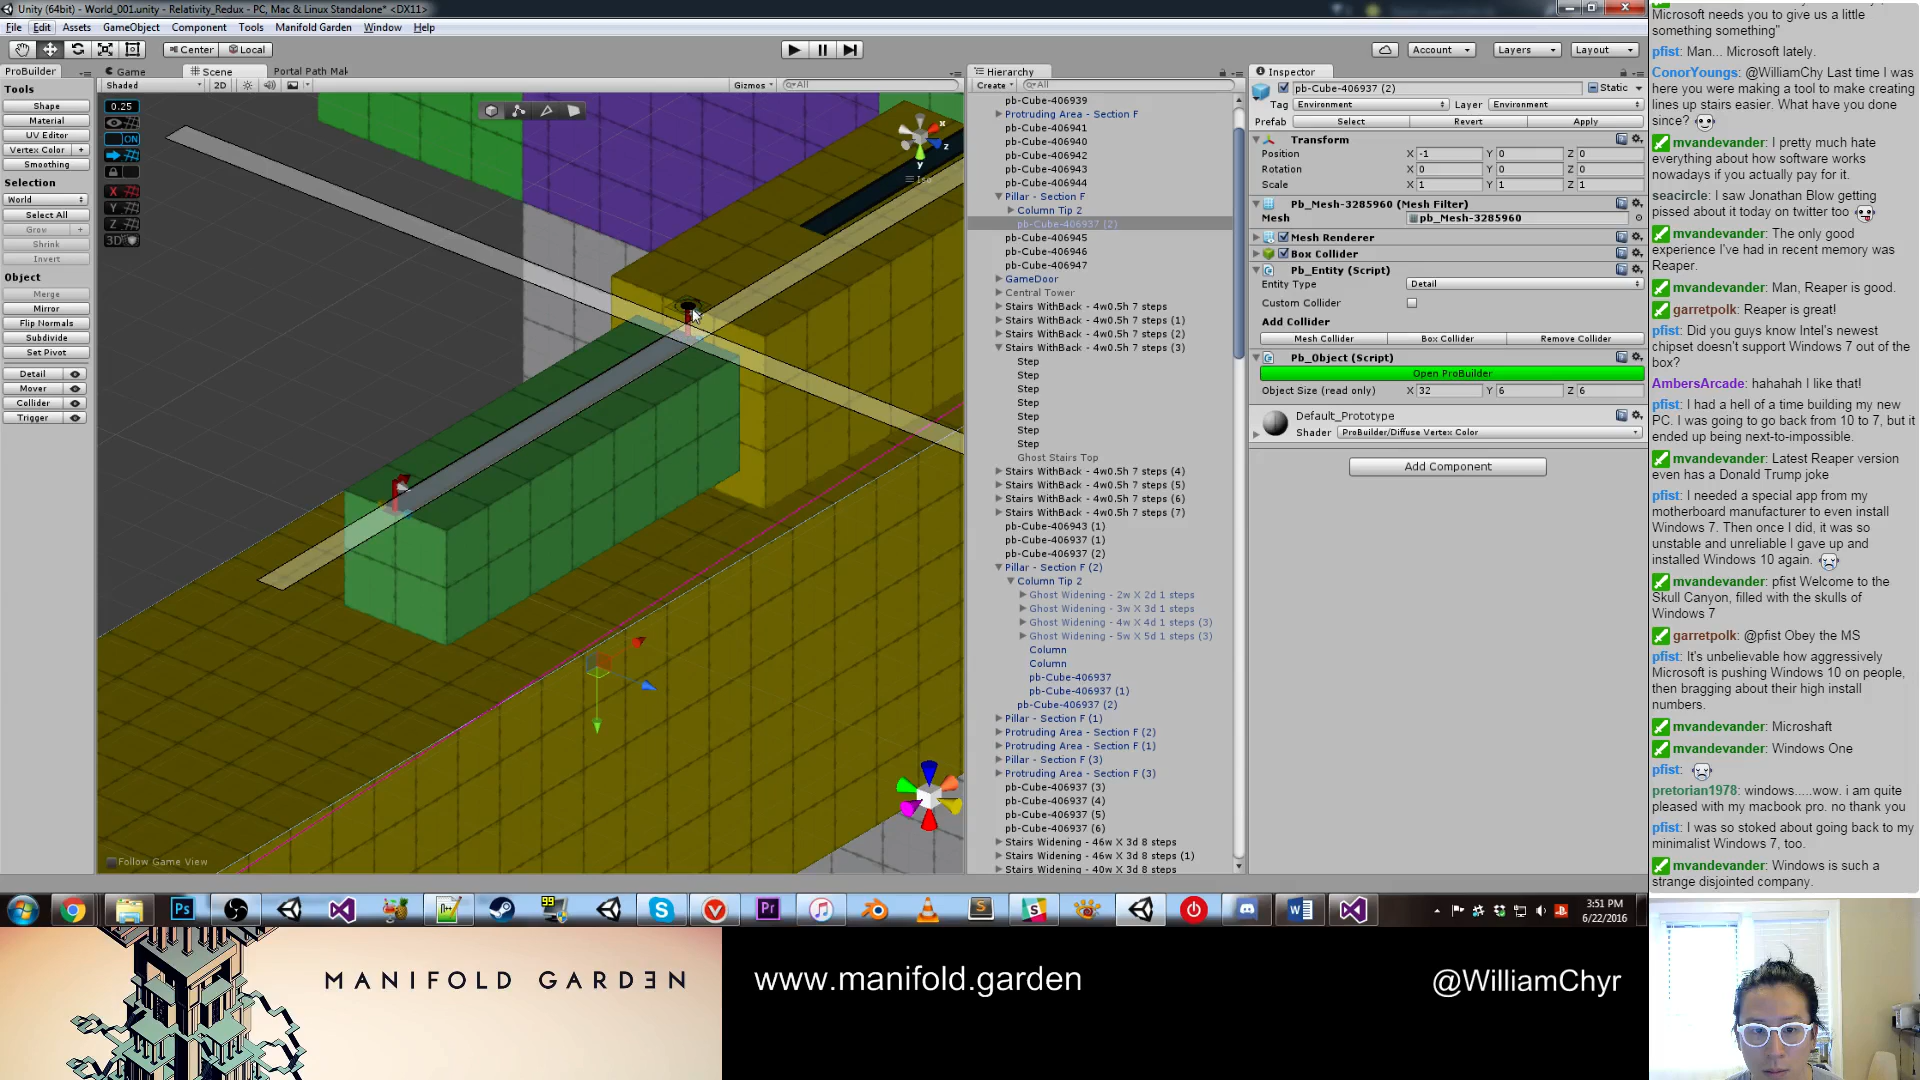 Unity (64bit) - World_001.unity - Relativity_Redux - PC, Mac & Linux Standalone* <DX11>
File Edit Assets GameObject Component Tools Manifold Garden Window Help
Center Local Account Layers Layout
ProBuilder
Tools
Shape
Material
UV Editor
Vertex Color +
Smoothing
Selection
World
Select All
Grow +
Shrink
Invert
Object
Merge
Mirror
Flip Normals
Subdivide
Set Pivot
Detail
Mover
Collider
Trigger
Game Scene Portal Path Mak
Shaded 2D Gizmos All
0.25
ON
X
Y
Z
3D
x
z
y
Iso
Follow Game View
Hierarchy
Create All
pb-Cube-406939
Protruding Area - Section F
pb-Cube-406941
pb-Cube-406940
pb-Cube-406942
pb-Cube-406943
pb-Cube-406944
Pillar - Section F
Column Tip 2
pb-Cube-406937 (2)
pb-Cube-406945
pb-Cube-406946
pb-Cube-406947
GameDoor
Central Tower
Stairs WithBack - 4w0.5h 7 steps
Stairs WithBack - 4w0.5h 7 steps (1)
Stairs WithBack - 4w0.5h 7 steps (2)
Stairs WithBack - 4w0.5h 7 steps (3)
Step
Step
Step
Step
Step
Step
Step
Ghost Stairs Top
Stairs WithBack - 4w0.5h 7 steps (4)
Stairs WithBack - 4w0.5h 7 steps (5)
Stairs WithBack - 4w0.5h 7 steps (6)
Stairs WithBack - 4w0.5h 7 steps (7)
pb-Cube-406943 (1)
pb-Cube-406937 (1)
pb-Cube-406937 (2)
Pillar - Section F (2)
Column Tip 2
Ghost Widening - 2w X 2d 1 steps
Ghost Widening - 3w X 3d 1 steps
Ghost Widening - 4w X 4d 1 steps (3)
Ghost Widening - 5w X 5d 1 steps (3)
Column
Column
pb-Cube-406937
pb-Cube-406937 (1)
pb-Cube-406937 (2)
Pillar - Section F (1)
Protruding Area - Section F (2)
Protruding Area - Section F (1)
Pillar - Section F (3)
Protruding Area - Section F (3)
pb-Cube-406937 (3)
pb-Cube-406937 (4)
pb-Cube-406937 (5)
pb-Cube-406937 (6)
Stairs Widening - 46w X 3d 8 steps
Stairs Widening - 46w X 3d 8 steps (1)
Stairs Widening - 40w X 3d 8 steps
Inspector
pb-Cube-406937 (2) Static
Tag Environment Layer Environment
Prefab Select Revert Apply
Transform
Position X -1 Y 0 Z 0
Rotation X 0 Y 0 Z 0
Scale X 1 Y 1 Z 1
Pb_Mesh-3285960 (Mesh Filter)
Mesh pb_Mesh-3285960
Mesh Renderer
Box Collider
Pb_Entity (Script)
Entity Type Detail
Custom Collider
Add Collider
Mesh Collider Box Collider Remove Collider
Pb_Object (Script)
Open ProBuilder
Object Size (read only) X 32 Y 6 Z 6
Default_Prototype
Shader ProBuilder/Diffuse Vertex Color
Add Component
Microsoft needs you to give us a little
something something"
pfist: Man... Microsoft lately.
ConorYoungs: @WilliamChy Last time I was
here you were making a tool to make creating
lines up stairs easier. What have you done
since?
mvandevander: I pretty much hate
everything about how software works
nowadays if you actually pay for it.
seacircle: I saw Jonathan Blow getting
pissed about it today on twitter too
mvandevander: The only good
experience I've had in recent memory was
Reaper.
mvandevander: Man, Reaper is good.
garretpolk: Reaper is great!
pfist: Did you guys know Intel's newest
chipset doesn't support Windows 7 out of the
box?
AmbersArcade: hahahah I like that!
pfist: I had a hell of a time building my new
PC. I was going to go back from 10 to 7, but it
ended up being next-to-impossible.
mvandevander: Latest Reaper version
even has a Donald Trump joke
pfist: I needed a special app from my
motherboard manufacturer to even install
Windows 7. Then once I did, it was so
unstable and unreliable I gave up and
installed Windows 10 again.
mvandevander: pfist Welcome to the
Skull Canyon, filled with the skulls of
Windows 7
garretpolk: @pfist Obey the MS
pfist: It's unbelievable how aggressively
Microsoft is pushing Windows 10 on people,
then bragging about their high install
numbers.
mvandevander: Microshaft
mvandevander: Windows One
pfist:
pretorian1978: windows.....wow. i am quite
pleased with my macbook pro. no thank you
pfist: I was so stoked about going back to my
minimalist Windows 7, too.
mvandevander: Windows is such a
strange disjointed company.
Ps 99 S V Pr S W
3:51 PM
6/22/2016
MANIFOLD GARDƎN
www.manifold.garden
@WilliamChyr